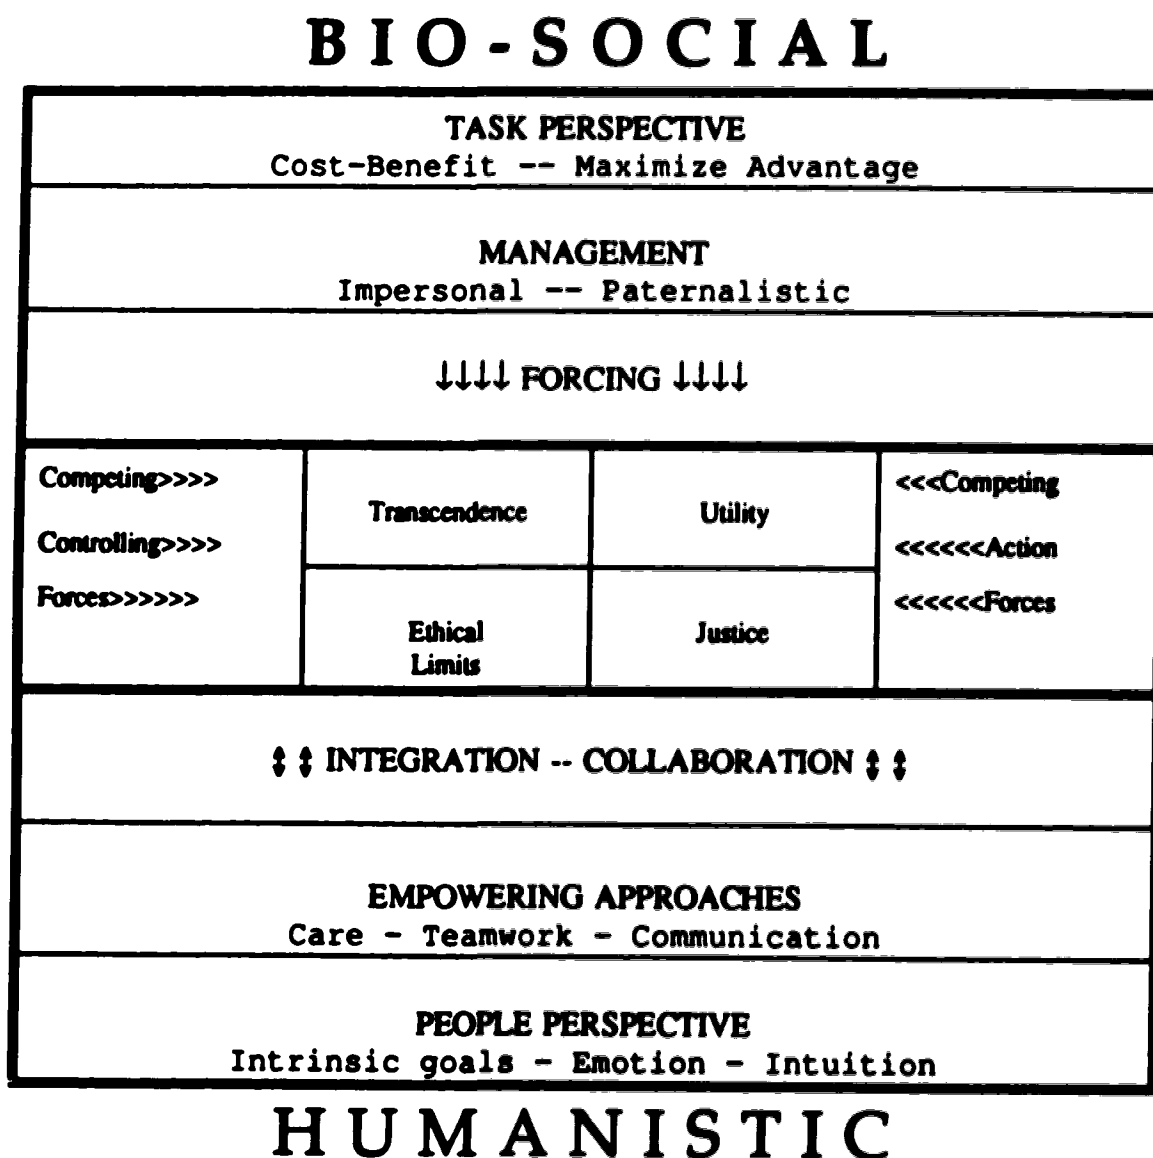 BIO-SOCIAL
TASK PERSPECTIVE
Cost-Benefit -- Maximize Advantage
MANAGEMENT
Impersonal -- Paternalistic
↓↓↓↓ FORCING ↓↓↓↓
Competing>>>>
Controlling>>>>
Forces>>>>>>
Transcendence
Utility
Ethical
Limits
Justice
<<<Competing
<<<<<<Action
<<<<<<Forces
↕ ↕ INTEGRATION -- COLLABORATION ↕ ↕
EMPOWERING APPROACHES
Care - Teamwork - Communication
PEOPLE PERSPECTIVE
Intrinsic goals - Emotion - Intuition
HUMANISTIC